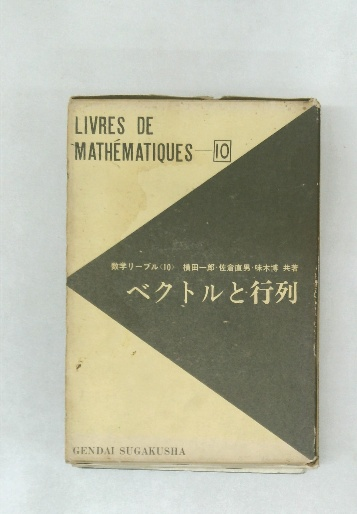 LIVRES DE
MATHÉMATIQUES—10
数学リーブル〈10〉 横田一郎・佐倉直男・味木博 共著
ベクトルと行列
GENDAI SUGAKUSHA